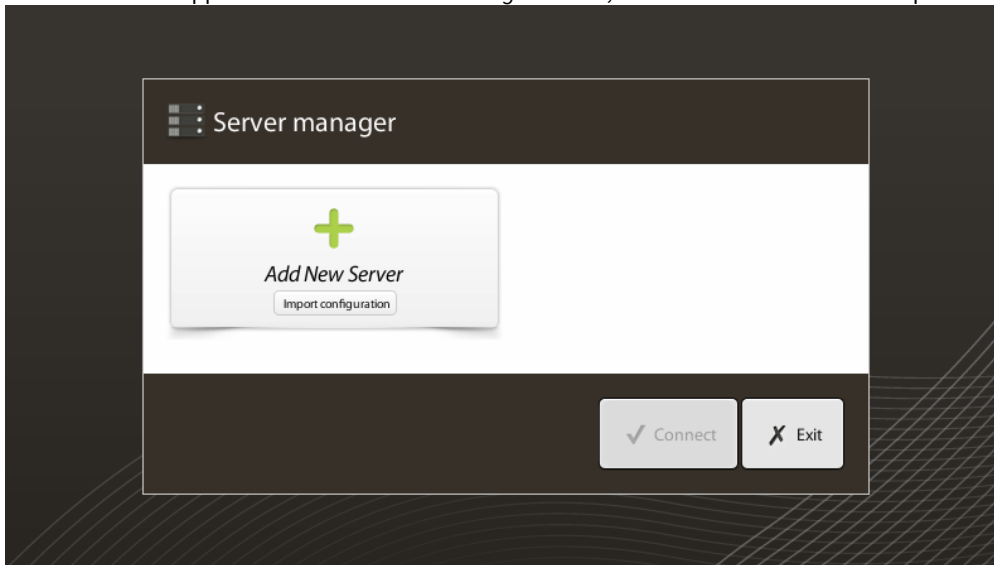 Server manager
Add New Server
Import configuration
Connect
Exit